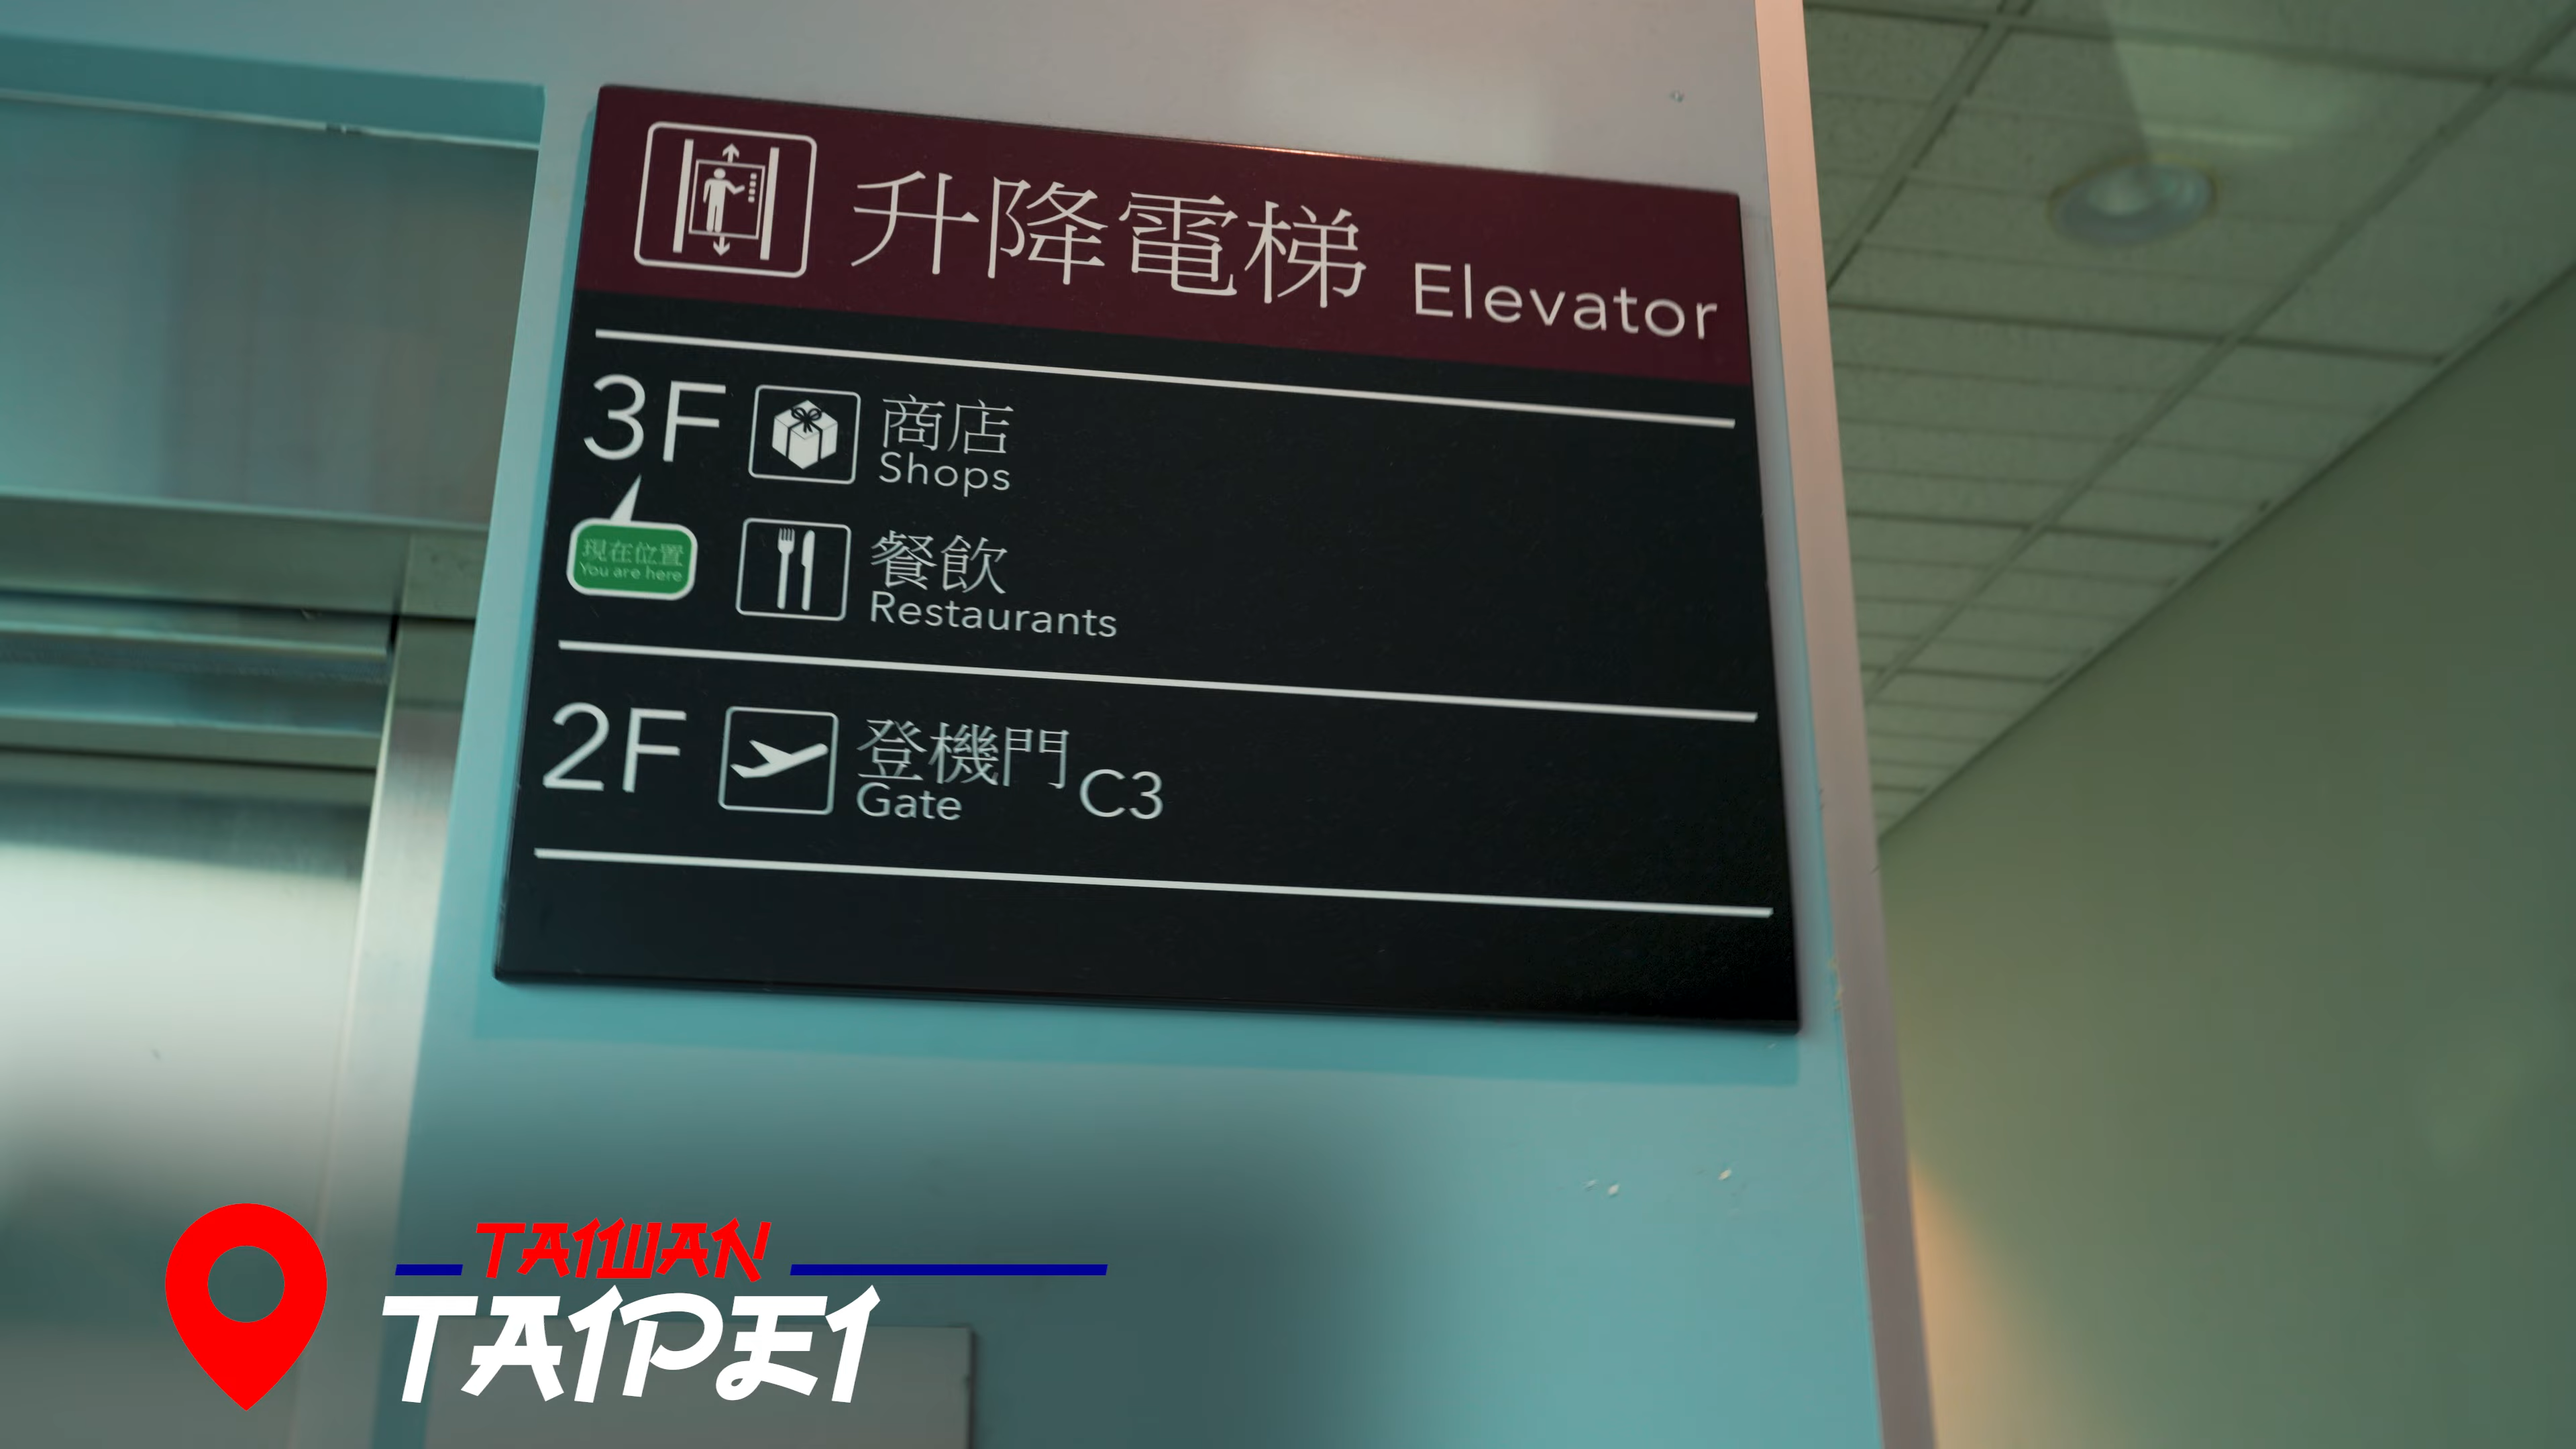 升降電梯 Elevator
3F 商店
Shops
現在位置
You are here
餐飲
Restaurants
2F 登機門 C3
Gate
TAIWAN
TAIPEI